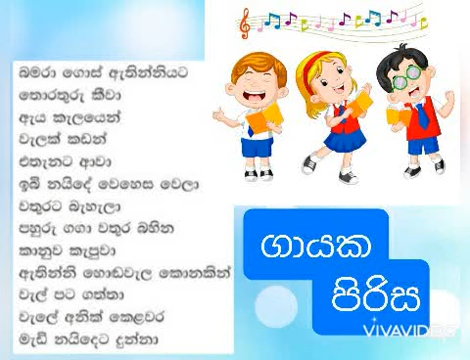 බමරා ගොස් ඇතින්නියට
තොරතුරු කීවා
ඇය කැලයෙන්
වැලක් කඩන්
එතැනට ආවා
ඉබි නයිදේ වෙහෙස වෙලා
වතුරට බැහැලා
පහුරු ගගා වතුර බහින
කානුව කැපුවා
ඇතින්නි හොඬවැල කොනකින්
වැල් පට ගත්තා
වැලේ අනික් කෙළවර
මැඩි නයිදෙට දුන්නා
ගායක
පිරිස
VIVAVIDEO